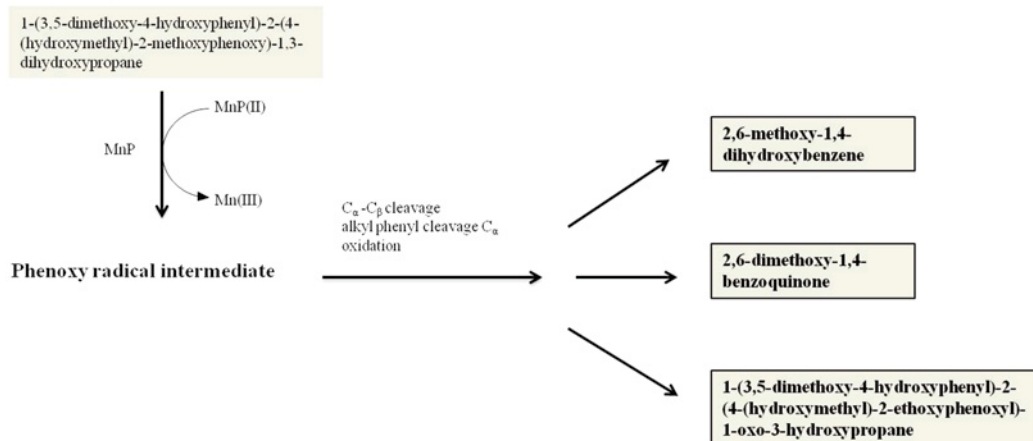 1-(3,5-dimethoxy-4-hydroxyphenyl)-2-(4-
(hydroxymethyl)-2-methoxyphenoxy)-1,3-
dihydroxypropane
MnP(II)
MnP
Mn(III)
Cα-Cβ cleavage
alkyl phenyl cleavage Cα
oxidation
Phenoxy radical intermediate
2,6-methoxy-1,4-
dihydroxybenzene
2,6-dimethoxy-1,4-
benzoquinone
1-(3,5-dimethoxy-4-hydroxyphenyl)-2-
(4-(hydroxymethyl)-2-ethoxyphenoxyl)-
1-oxo-3-hydroxypropane